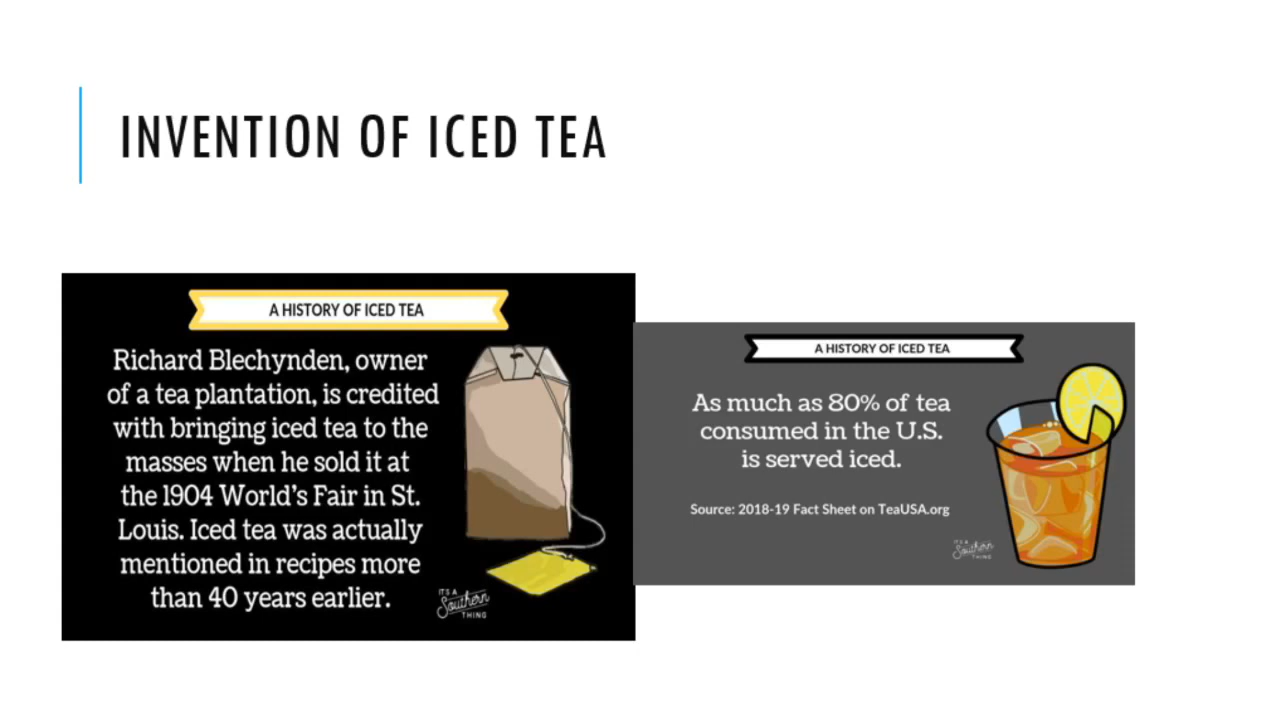 INVENTION OF ICED TEA
A HISTORY OF ICED TEA
Richard Blechynden, owner
of a tea plantation, is credited
with bringing iced tea to the
masses when he sold it at
the 1904 World's Fair in St.
Louis. Iced tea was actually
mentioned in recipes more
than 40 years earlier.
IT'S A
Southern
THING
A HISTORY OF ICED TEA
As much as 80% of tea
consumed in the U.S.
is served iced.
Source: 2018-19 Fact Sheet on TeaUSA.org
IT'S A
Southern
THING